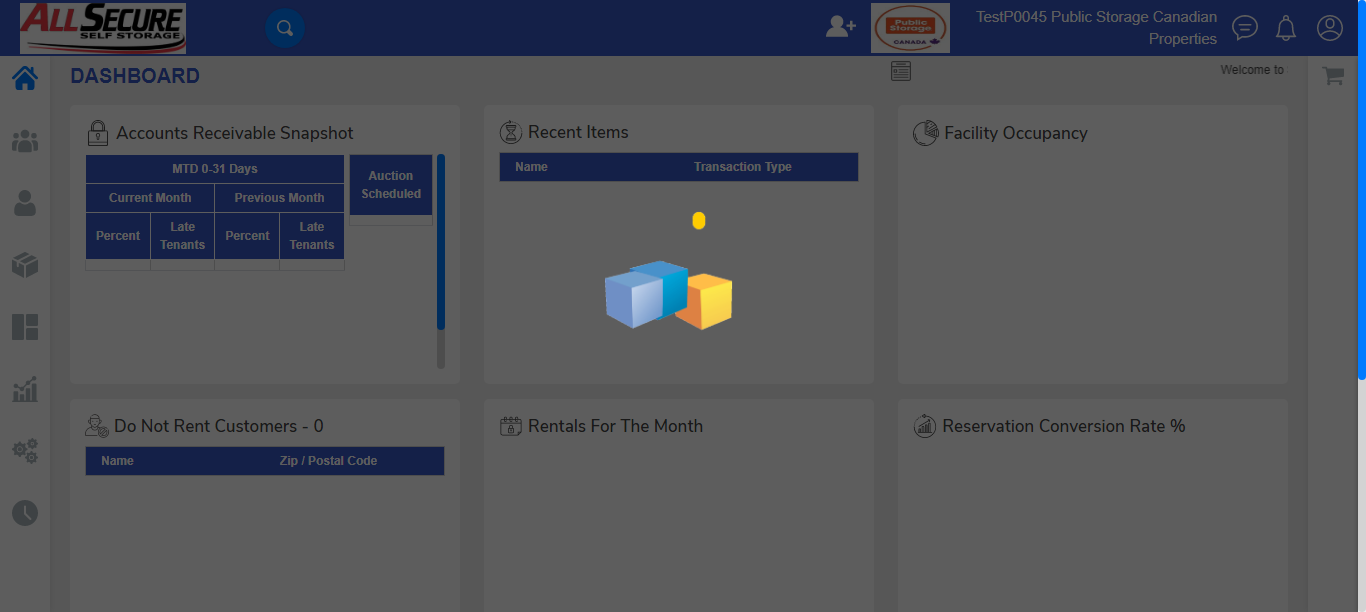 ALLSECURE
SELF STORAGE
Public
Storage
CANADA
TestP0045 Public Storage Canadian
Properties
DASHBOARD
Welcome to
Accounts Receivable Snapshot
MTD 0-31 Days
Current Month
Previous Month
Percent
Late
Tenants
Percent
Late
Tenants
Auction
Scheduled
Recent Items
Name
Transaction Type
Facility Occupancy
Do Not Rent Customers - 0
Name
Zip / Postal Code
Rentals For The Month
Reservation Conversion Rate %